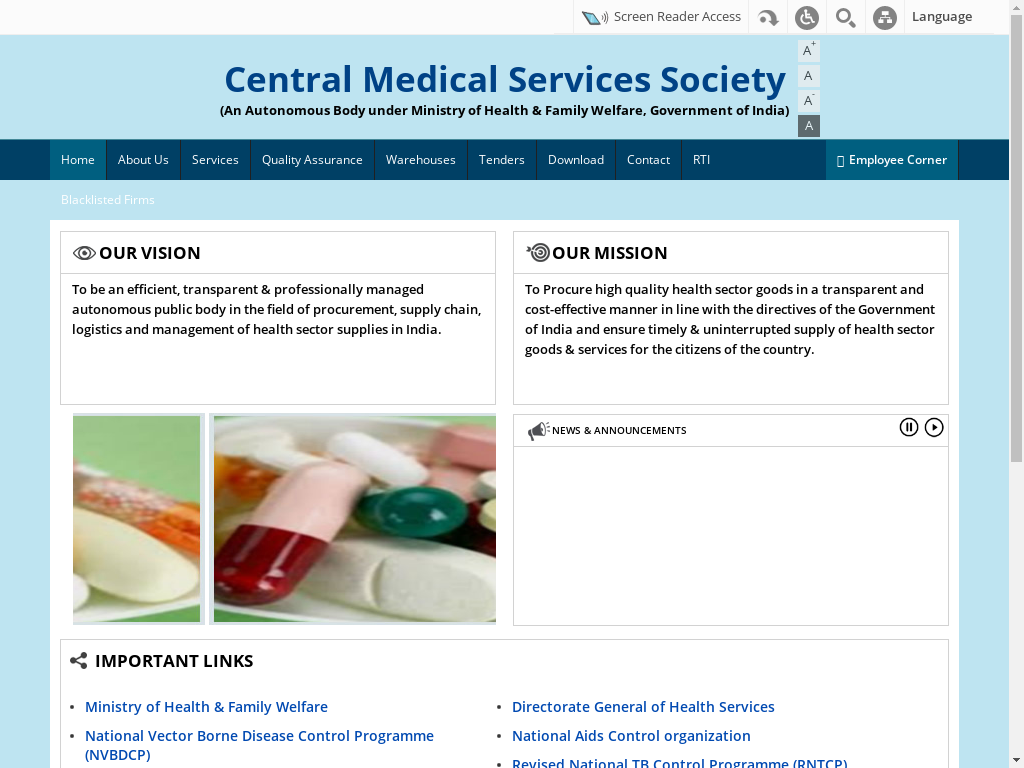 Screen Reader Access
Language
Central Medical Services Society
(An Autonomous Body under Ministry of Health & Family Welfare, Government of India)
A+
A
A-
A
Home About Us Services Quality Assurance Warehouses Tenders Download Contact RTI Employee Corner
Blacklisted Firms
OUR VISION
To be an efficient, transparent & professionally managed
autonomous public body in the field of procurement, supply chain,
logistics and management of health sector supplies in India.
OUR MISSION
To Procure high quality health sector goods in a transparent and
cost-effective manner in line with the directives of the Government
of India and ensure timely & uninterrupted supply of health sector
goods & services for the citizens of the country.
NEWS & ANNOUNCEMENTS
IMPORTANT LINKS
Ministry of Health & Family Welfare
National Vector Borne Disease Control Programme
(NVBDCP)
Directorate General of Health Services
National Aids Control organization
Revised National TB Control Programme (RNTCP)